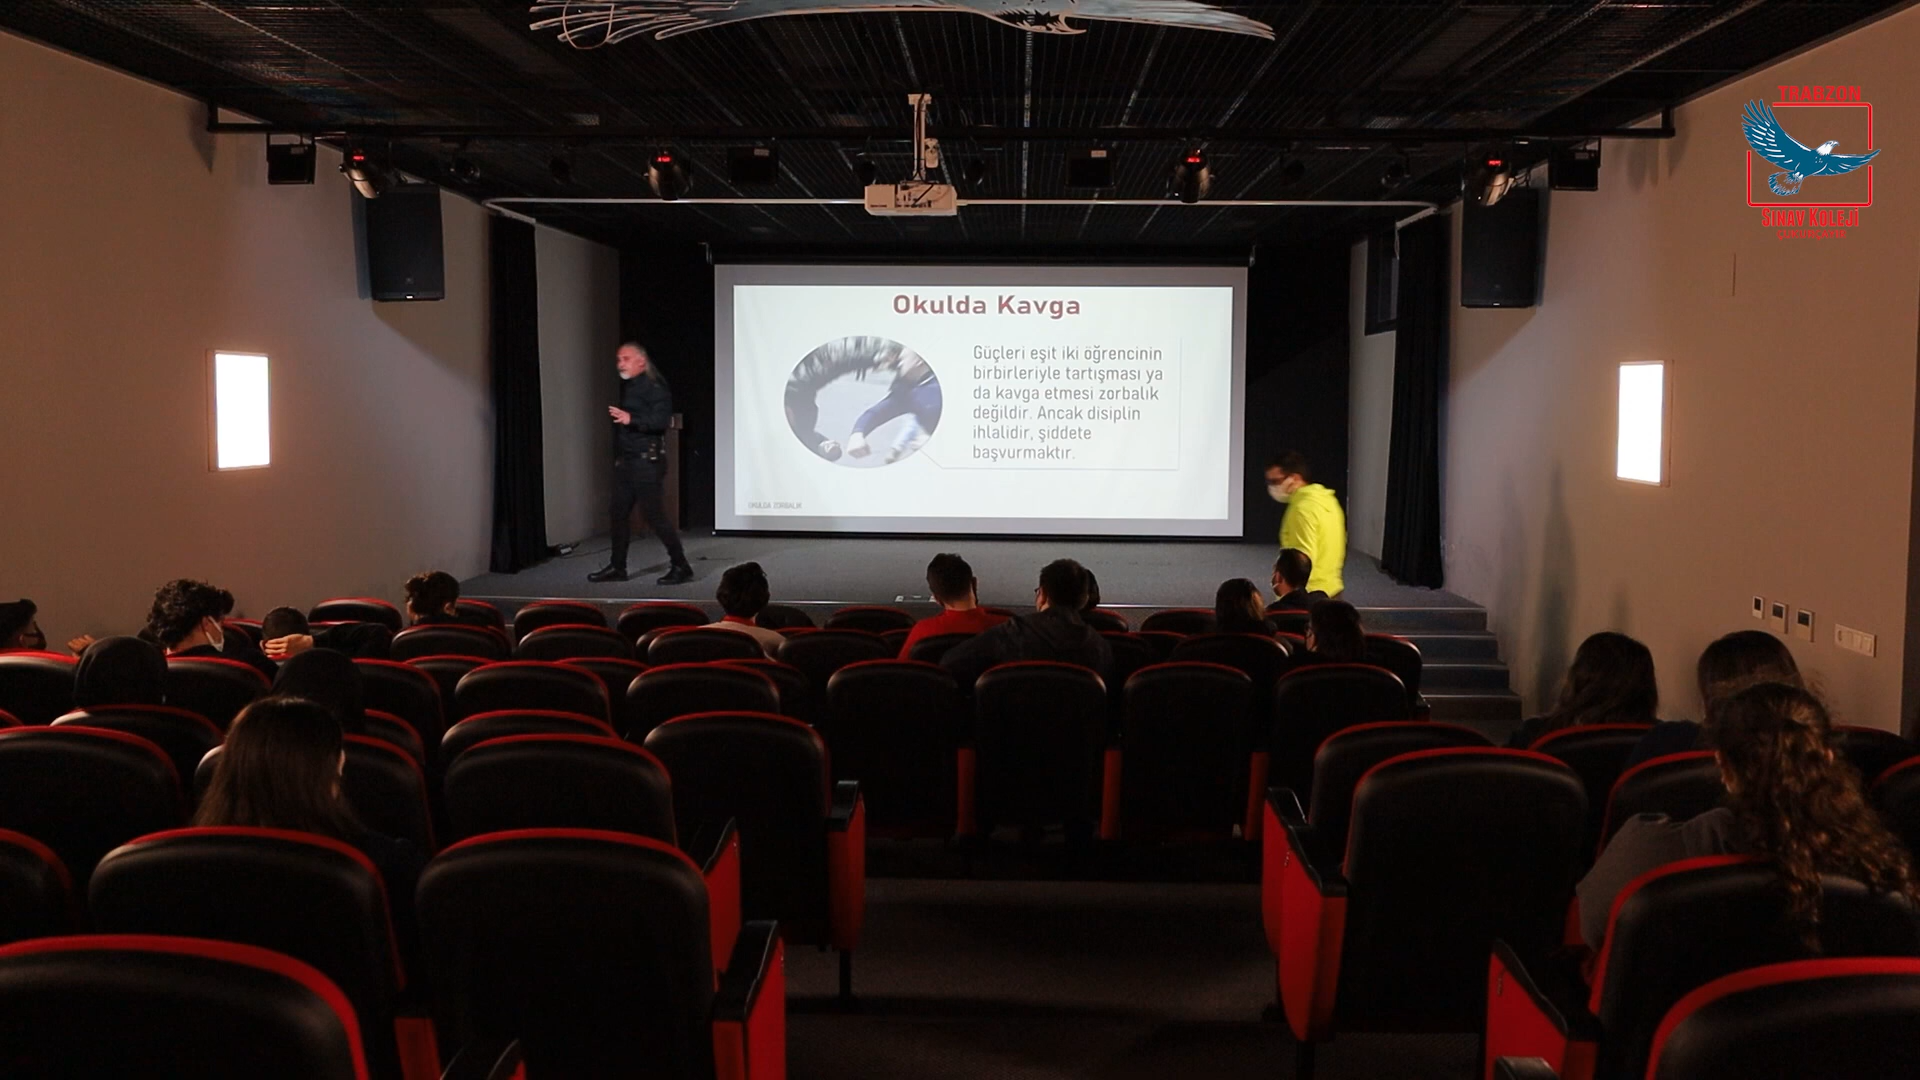 TRABZON
SINAV KOLEJİ
Okulda Kavga
Güçleri eşit iki öğrencinin
birbirleriyle tartışması ya
da kavga etmesi zorbalık
değildir. Ancak disiplin
ihlalidir, şiddete
başvurmaktır.
OKULDA ZORBALIK